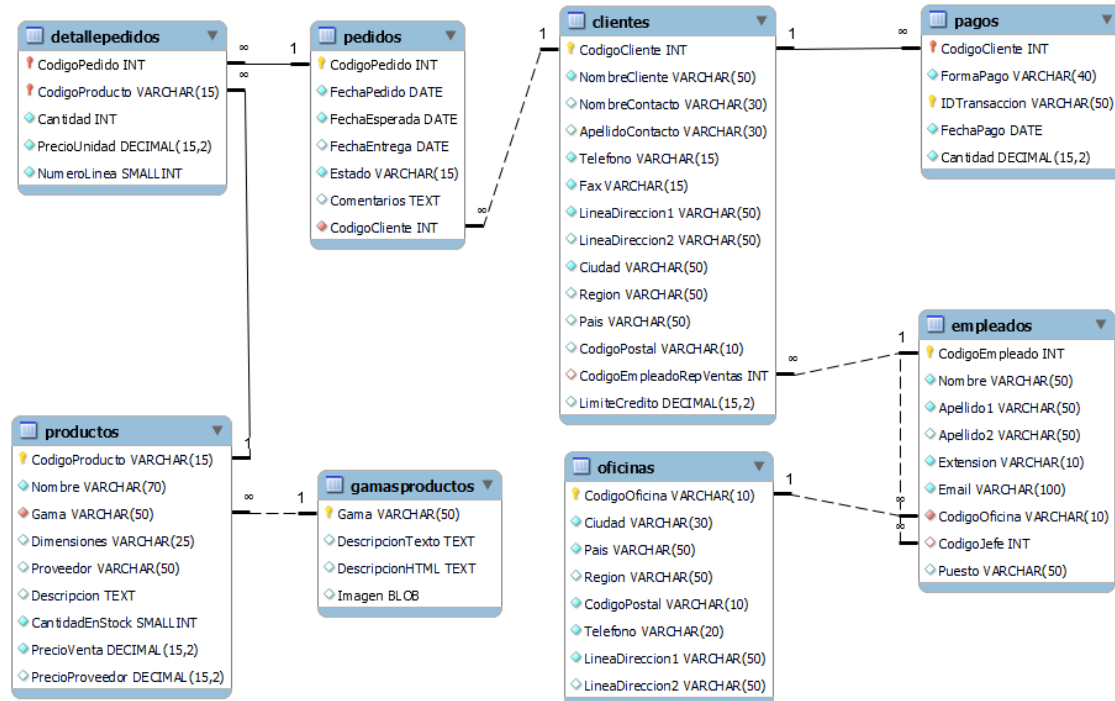 detallepedidos
CodigoPedido INT
CodigoProducto VARCHAR(15)
Cantidad INT
PrecioUnidad DECIMAL(15,2)
NumeroLinea SMALLINT
∞
1
∞
pedidos
CodigoPedido INT
FechaPedido DATE
FechaEsperada DATE
FechaEntrega DATE
Estado VARCHAR(15)
Comentarios TEXT
CodigoCliente INT
1
∞
clientes
CodigoCliente INT
NombreCliente VARCHAR(50)
NombreContacto VARCHAR(30)
ApellidoContacto VARCHAR(30)
Telefono VARCHAR(15)
Fax VARCHAR(15)
LineaDireccion1 VARCHAR(50)
LineaDireccion2 VARCHAR(50)
Ciudad VARCHAR(50)
Region VARCHAR(50)
Pais VARCHAR(50)
CodigoPostal VARCHAR(10)
CodigoEmpleadoRepVentas INT
LimiteCredito DECIMAL(15,2)
1
∞
pagos
CodigoCliente INT
FormaPago VARCHAR(40)
IDTransaccion VARCHAR(50)
FechaPago DATE
Cantidad DECIMAL(15,2)
∞
1
empleados
CodigoEmpleado INT
Nombre VARCHAR(50)
Apellido1 VARCHAR(50)
Apellido2 VARCHAR(50)
Extension VARCHAR(10)
Email VARCHAR(100)
CodigoOficina VARCHAR(10)
CodigoJefe INT
Puesto VARCHAR(50)
∞
∞
productos
CodigoProducto VARCHAR(15)
Nombre VARCHAR(70)
Gama VARCHAR(50)
Dimensiones VARCHAR(25)
Proveedor VARCHAR(50)
Descripcion TEXT
CantidadEnStock SMALLINT
PrecioVenta DECIMAL(15,2)
PrecioProveedor DECIMAL(15,2)
1
∞
1
gamasproductos
Gama VARCHAR(50)
DescripcionTexto TEXT
DescripcionHTML TEXT
Imagen BLOB
oficinas
CodigoOficina VARCHAR(10)
Ciudad VARCHAR(30)
Pais VARCHAR(50)
Region VARCHAR(50)
CodigoPostal VARCHAR(10)
Telefono VARCHAR(20)
LineaDireccion1 VARCHAR(50)
LineaDireccion2 VARCHAR(50)
1